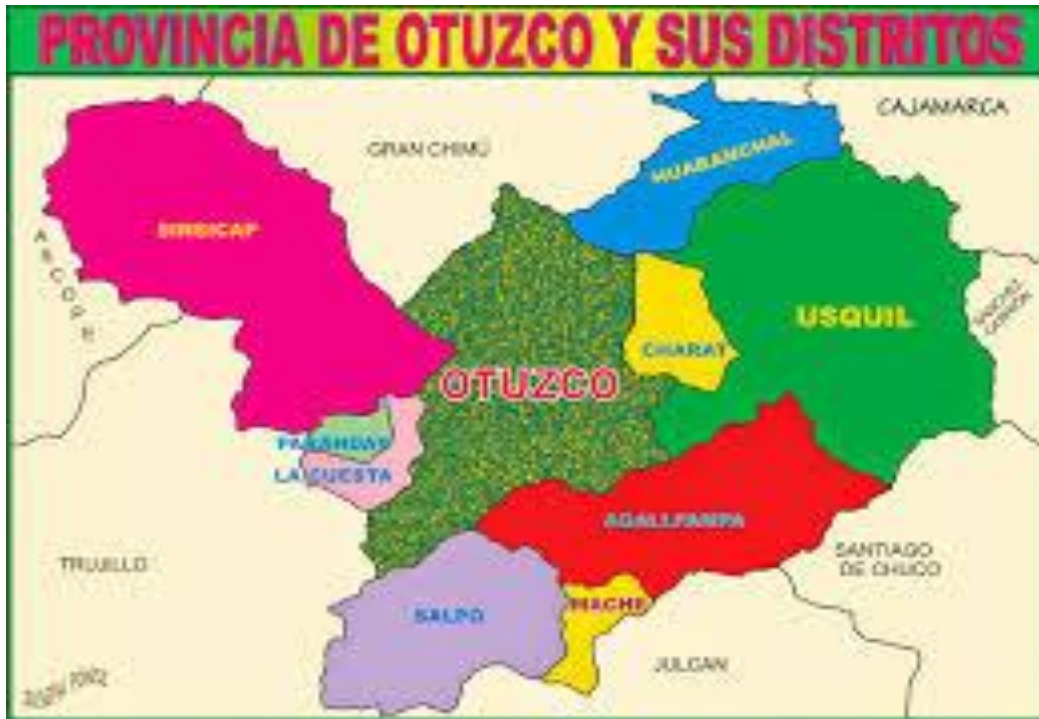 PROVINCIA DE OTUZCO Y SUS DISTRITOS
CAJAMARCA
GRAN CHIMÚ
HUARANCHAL
SINSICAP
ASCOPE
USQUIL
CHARAT
OTUZCO
LA CUESTA
AGALLPAMPA
SANTIAGO
DE CHUCO
TRUJILLO
SALPO
MACHE
JULCAN